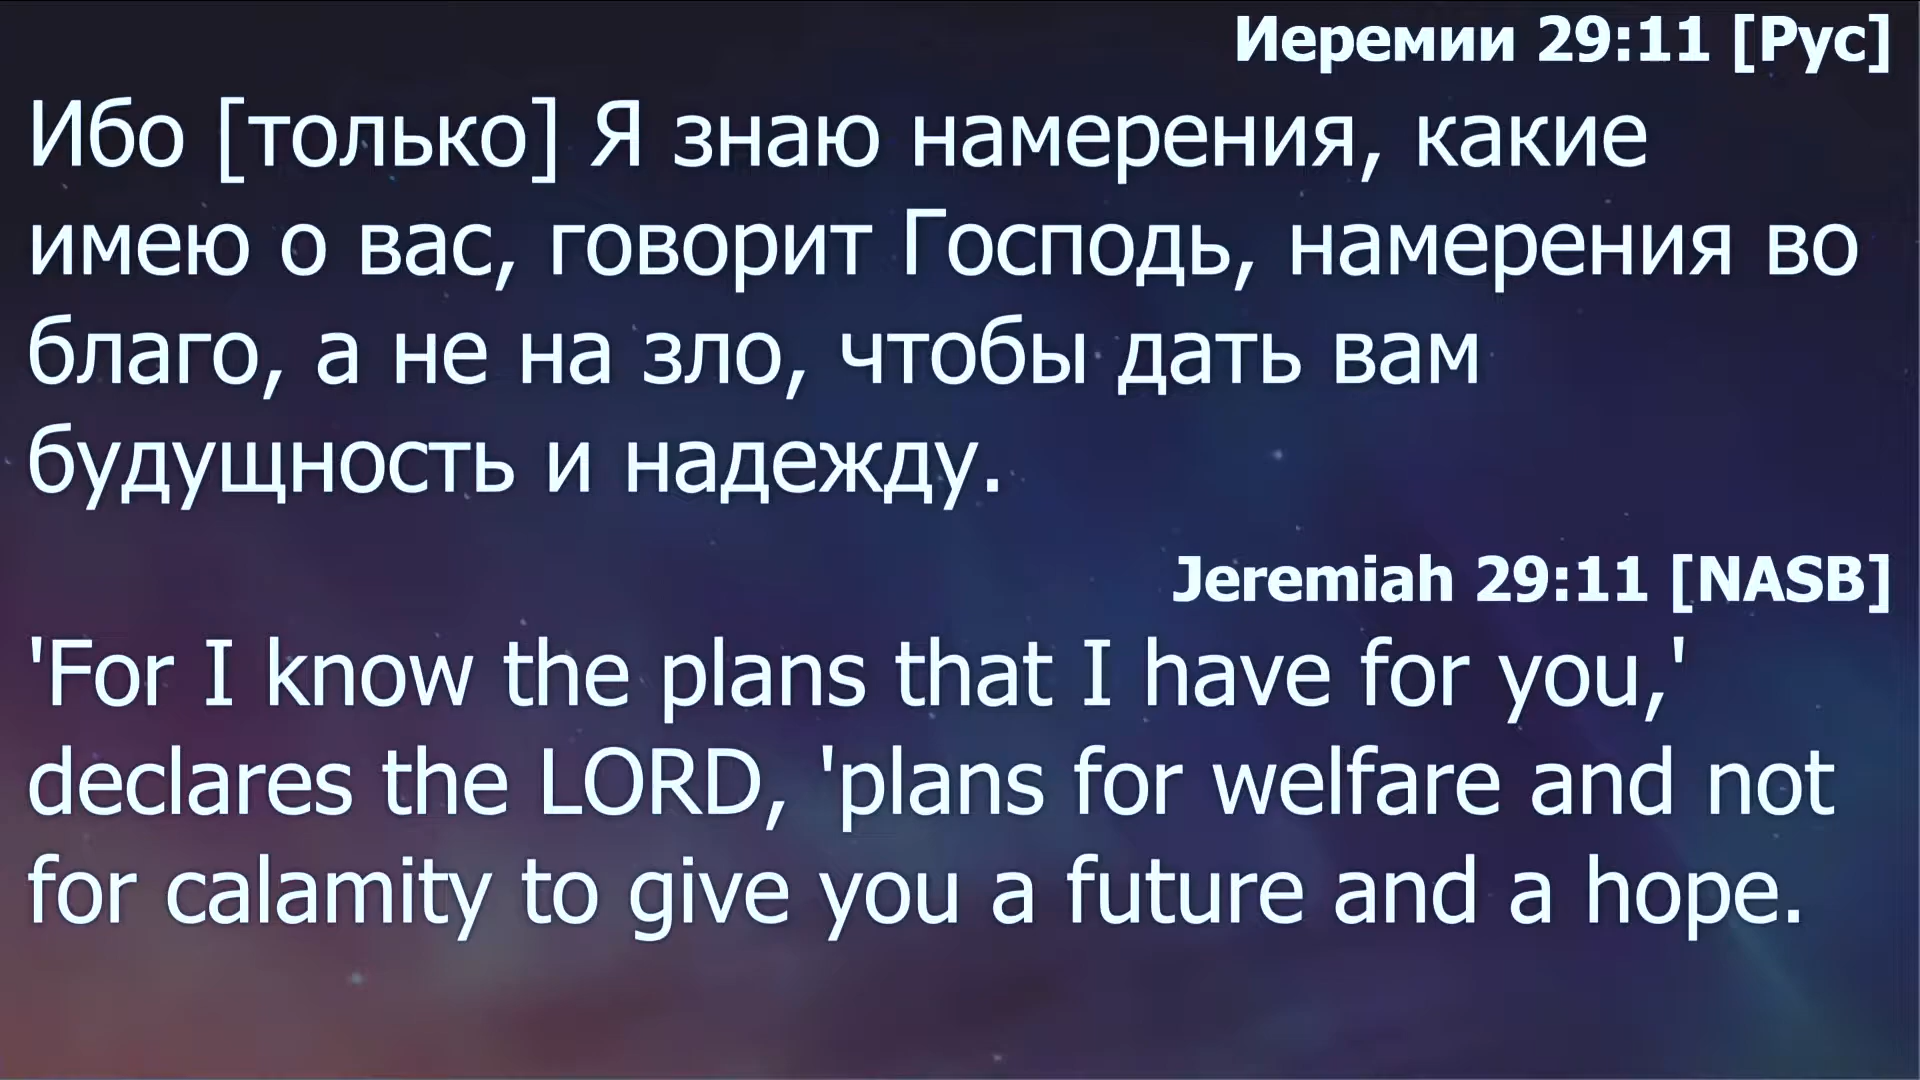 Иеремии 29:11 [Рус]
Ибо [только] Я знаю намерения, какие
имею о вас, говорит Господь, намерения во
благо, а не на зло, чтобы дать вам
будущность и надежду.
Jeremiah 29:11 [NASB]
'For I know the plans that I have for you,'
declares the LORD, 'plans for welfare and not
for calamity to give you a future and a hope.